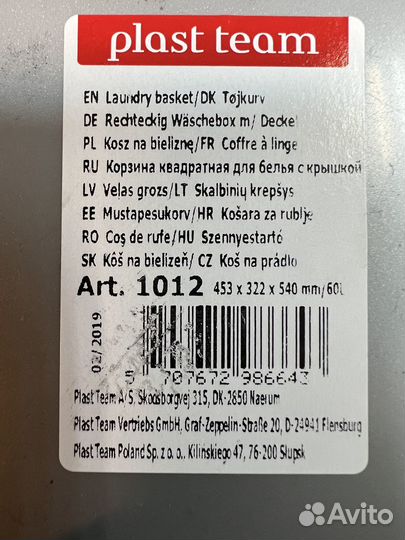 plast team
EN Laundry basket/DK Tøjkurv
DE Rechteckig Wäschebox m/ Deckel
PL Kosz na bieliznę/FR Coffre à linge
RU Корзина квадратная для белья с крышкой
LV Veļas grozs/LT Skalbinių krepšys
EE Mustapesukorv/HR Košara za rublje
RO Coş de rufe/HU Szennyestartó
SK Kôš na bielizeň/ CZ Koš na prádlo
Art. 1012 453 x 322 x 540 mm/60L
02/2019
5 707672 986643
Plast Team A/S, Skodsborgvej 315, DK-2850 Naerum
Plast Team Vertriebs GmbH, Graf-Zeppelin-Straße 20, D-24941 Flensburg
Plast Team Poland Sp. z o. o., Kilinskiego 47, 76-200 Slupsk
Avito